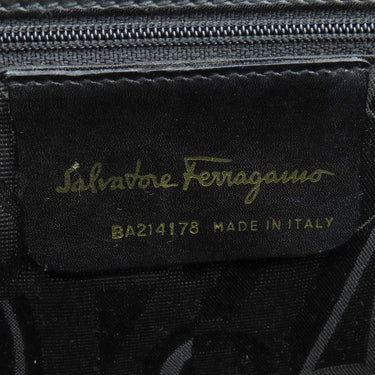 Salvatore Ferragamo
BA214178 MADE IN ITALY